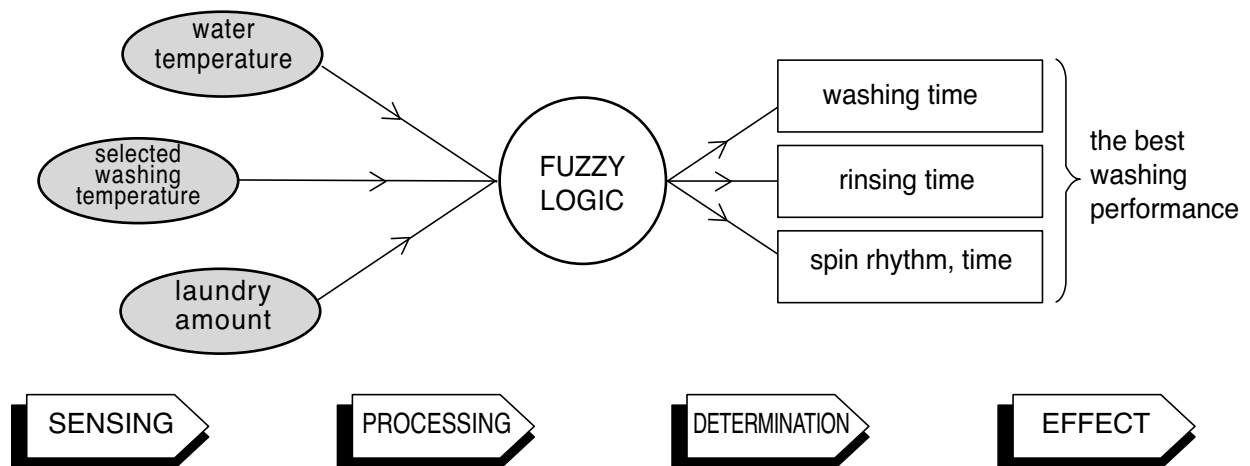 water
temperature
selected
washing
temperature
laundry
amount
FUZZY
LOGIC
washing time
rinsing time
spin rhythm, time
the best
washing
performance
SENSING
PROCESSING
DETERMINATION
EFFECT